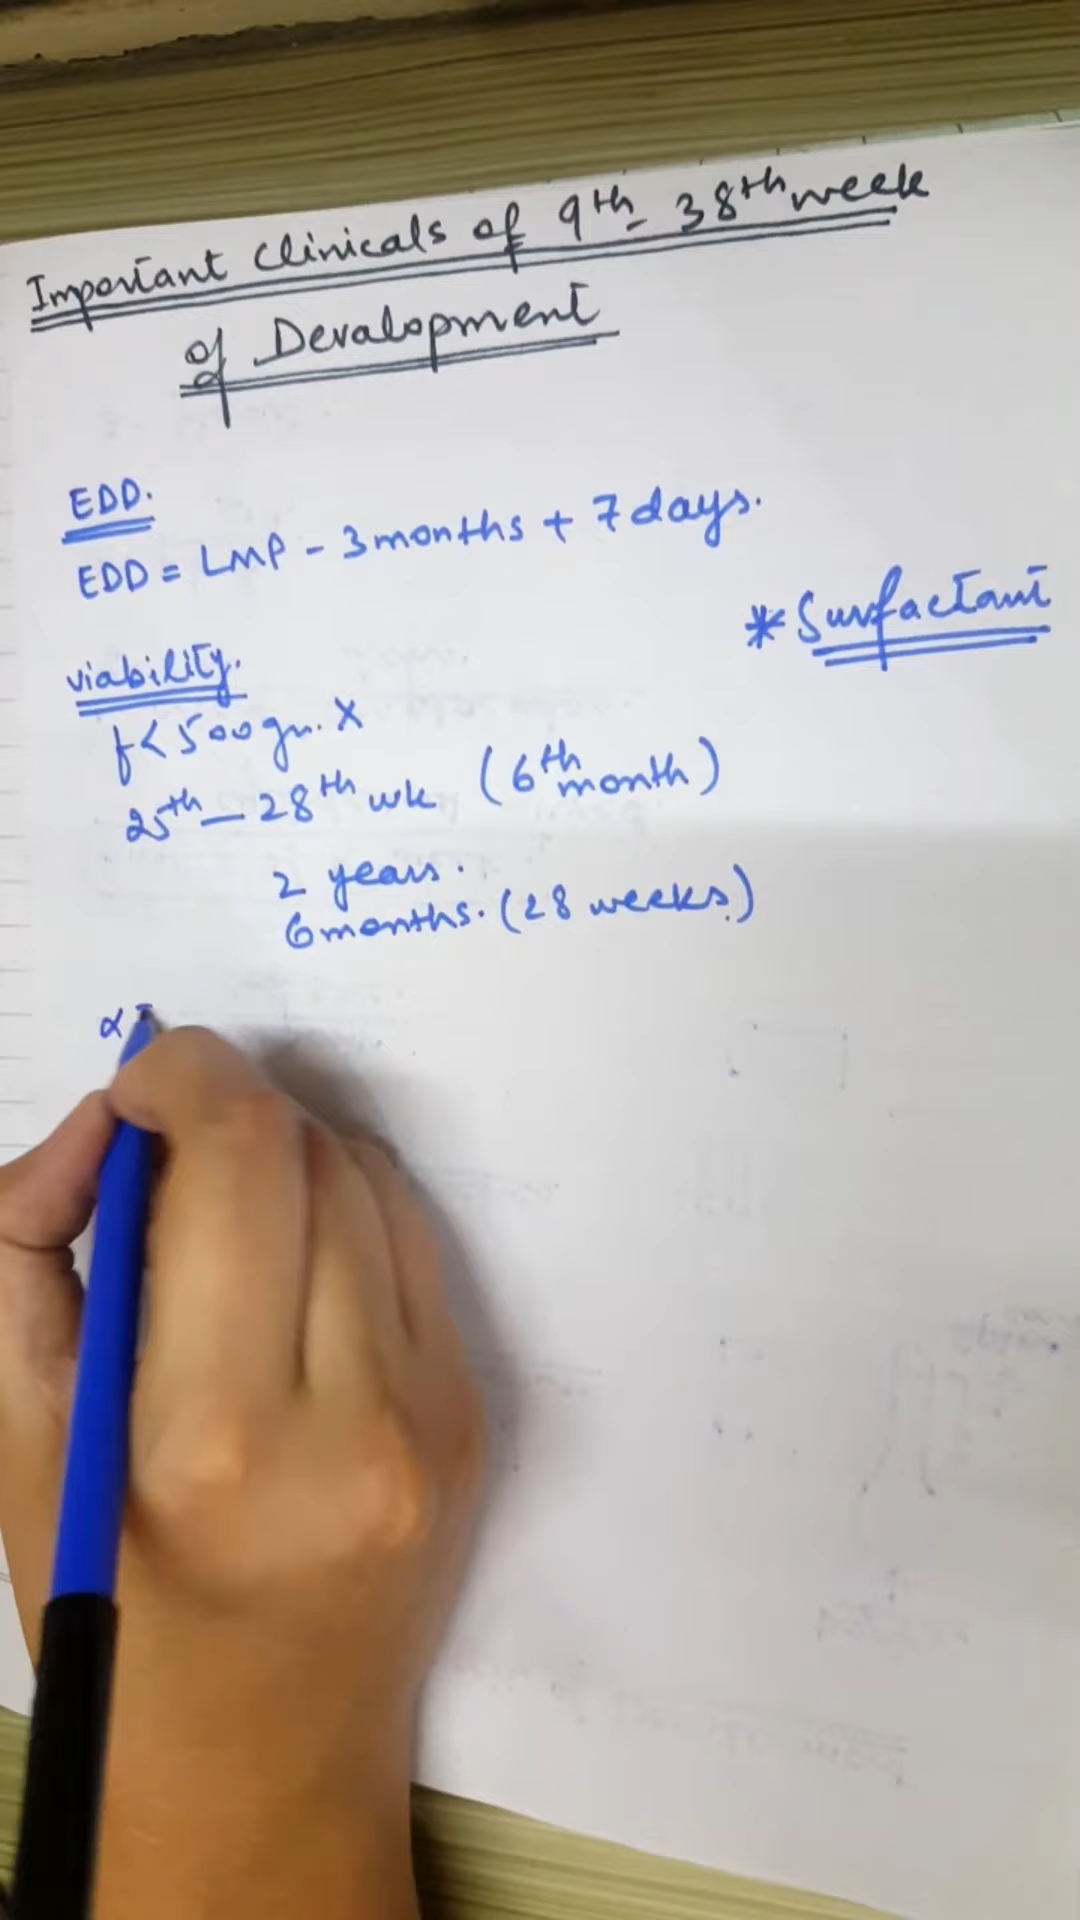 Important Clinicals of 9th - 38th week
of Devalopment
EDD.
EDD = LMP - 3 months + 7 days.
* Surfactant
viability.
f < 500 gm. X
25th - 28th wk (6th month)
2 years.
6 months. (28 weeks.)
α